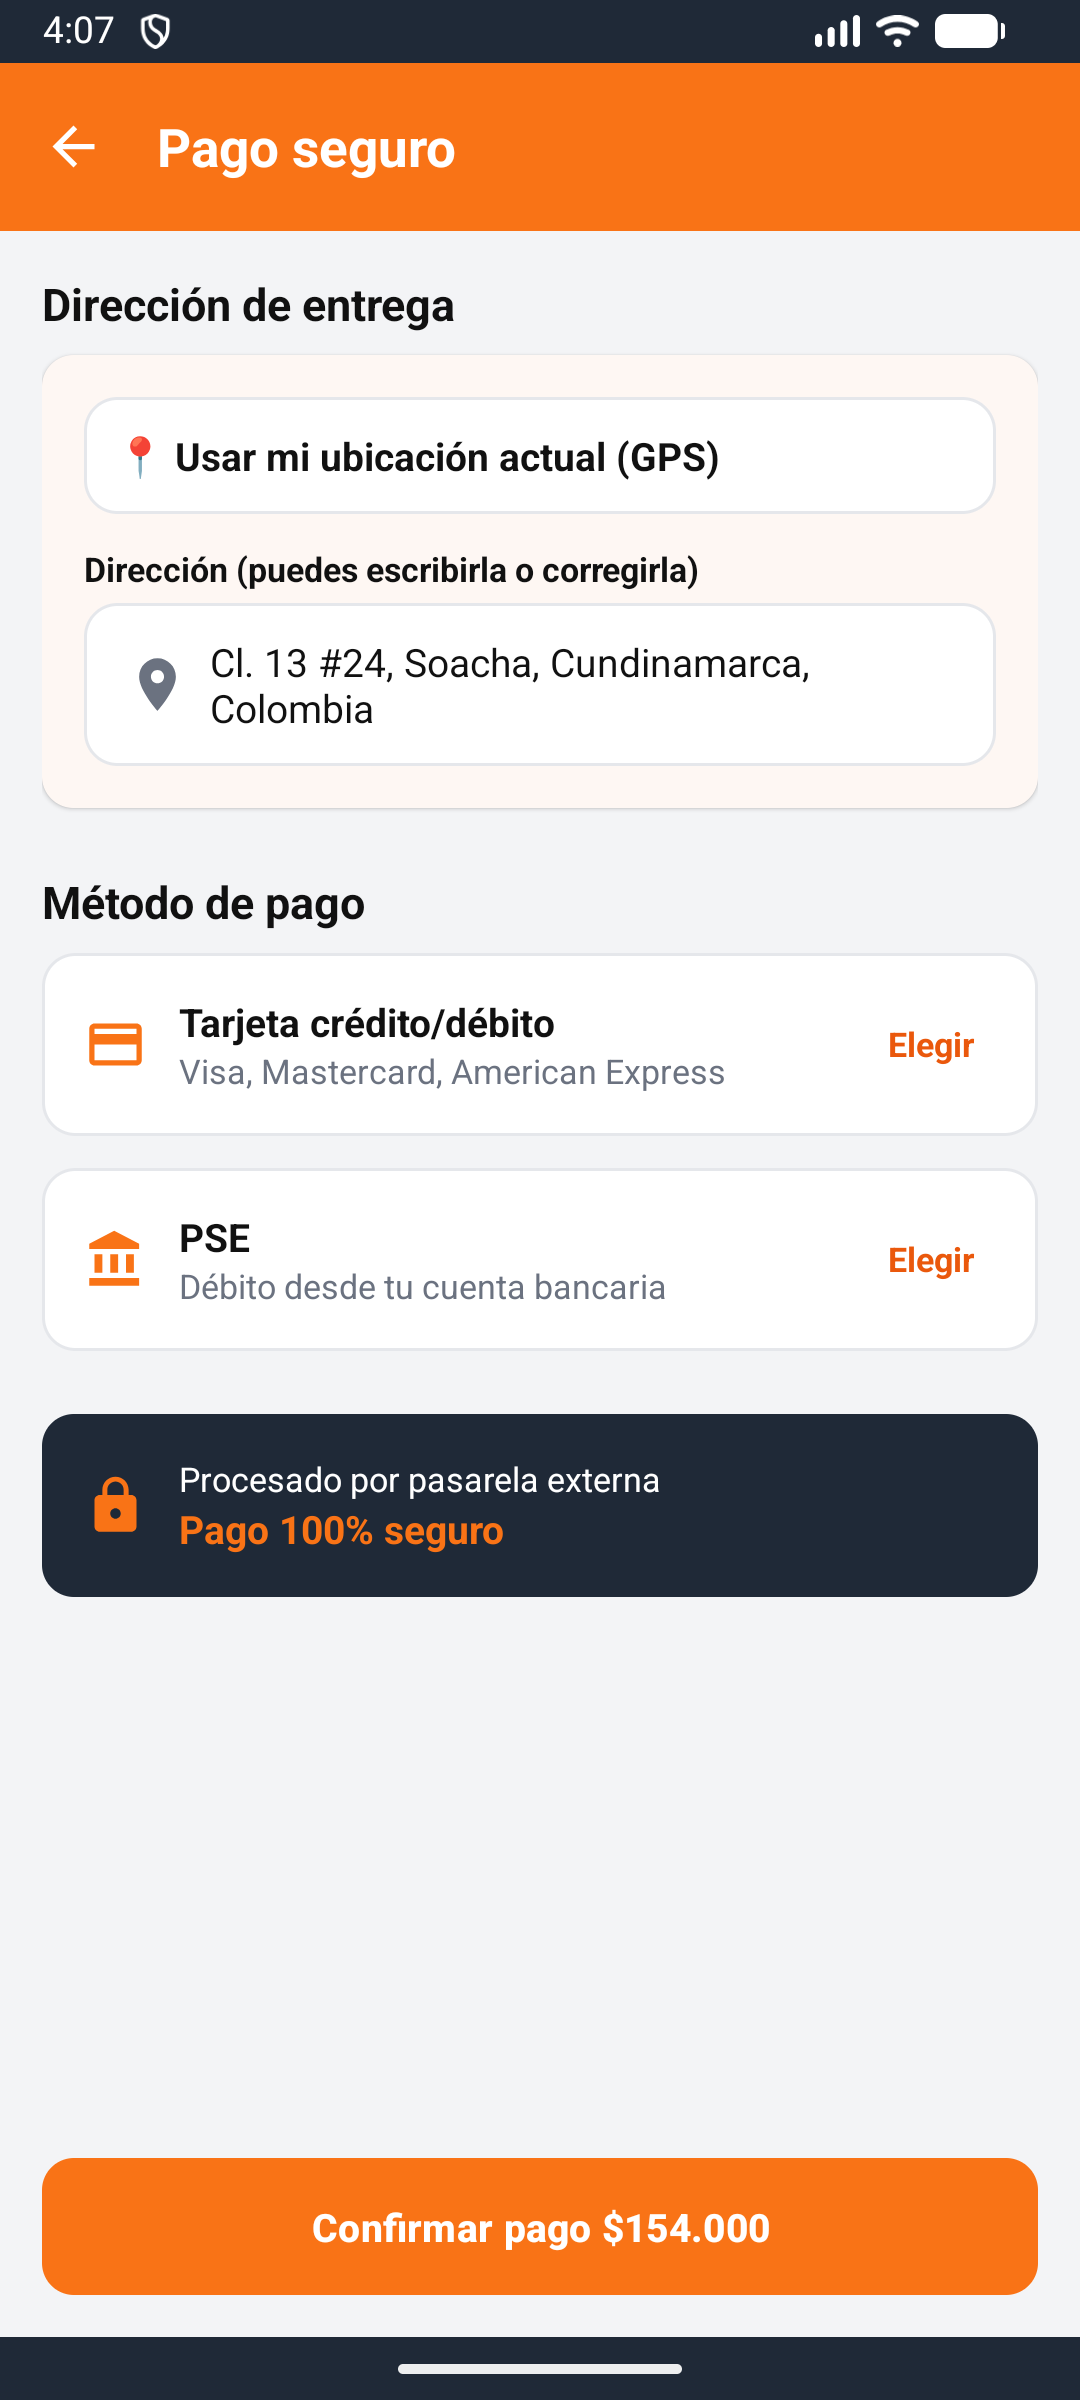 4:07
Pago seguro
Dirección de entrega
📍 Usar mi ubicación actual (GPS)
Dirección (puedes escribirla o corregirla)
Cl. 13 #24, Soacha, Cundinamarca,
Colombia
Método de pago
Tarjeta crédito/débito
Visa, Mastercard, American Express
Elegir
PSE
Débito desde tu cuenta bancaria
Elegir
Procesado por pasarela externa
Pago 100% seguro
Confirmar pago $154.000